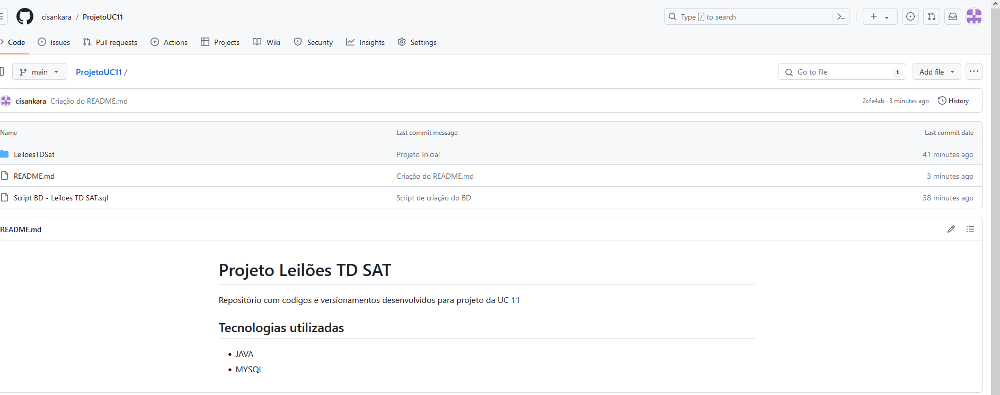 cisankara / ProjetoUC11
Type / to search
Code Issues Pull requests Actions Projects Wiki Security Insights Settings
main ProjetoUC11 / Go to file t Add file
cisankara Criação do README.md 2cfe4ab · 3 minutes ago History
Name Last commit message Last commit date
LeiloesTDSat Projeto Inicial 41 minutes ago
README.md Criação do README.md 3 minutes ago
Script BD - Leiloes TD SAT.sql Script de criação do BD 38 minutes ago
README.md
Projeto Leilões TD SAT
Repositório com codigos e versionamentos desenvolvidos para projeto da UC 11
Tecnologias utilizadas
• JAVA
• MYSQL